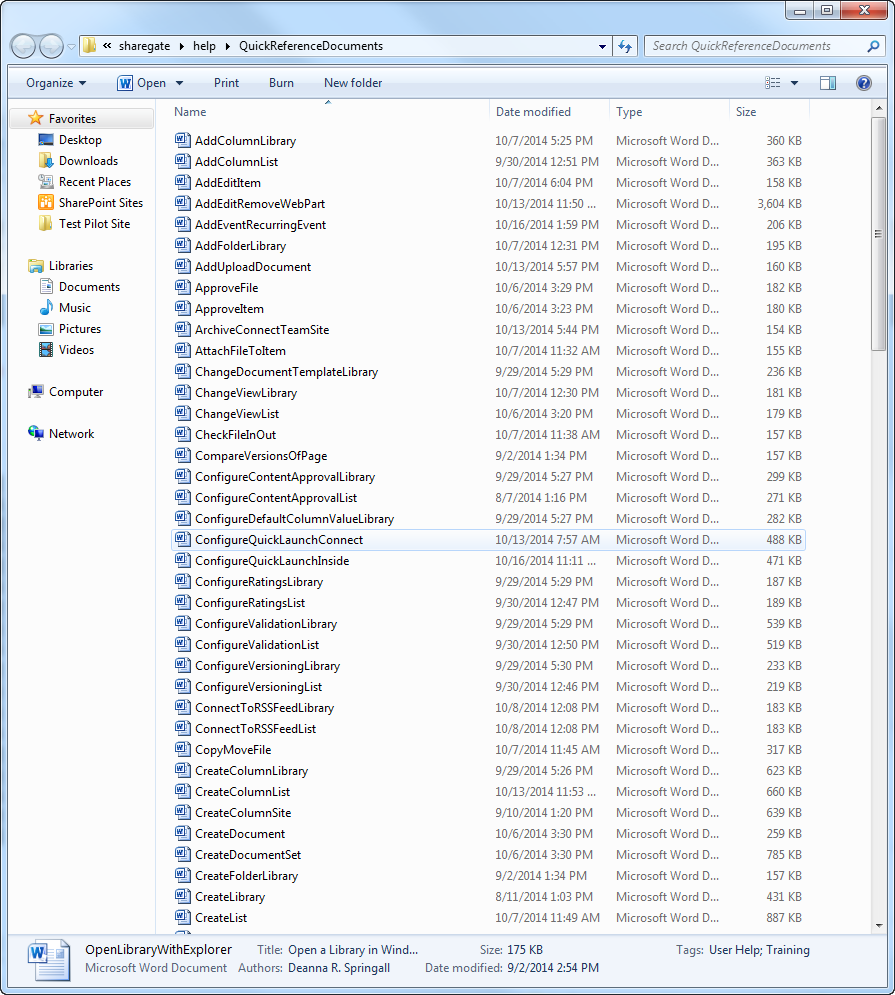 « sharegate ▸ help ▸ QuickReferenceDocuments Search QuickReferenceDocuments
Organize Open Print Burn New folder
Favorites
Desktop
Downloads
Recent Places
SharePoint Sites
Test Pilot Site
Libraries
Documents
Music
Pictures
Videos
Computer
Network
Name Date modified Type Size
AddColumnLibrary 10/7/2014 5:25 PM Microsoft Word D... 360 KB
AddColumnList 9/30/2014 12:51 PM Microsoft Word D... 363 KB
AddEditItem 10/7/2014 6:04 PM Microsoft Word D... 158 KB
AddEditRemoveWebPart 10/13/2014 11:50 ... Microsoft Word D... 3,604 KB
AddEventRecurringEvent 10/16/2014 1:59 PM Microsoft Word D... 206 KB
AddFolderLibrary 10/7/2014 12:31 PM Microsoft Word D... 195 KB
AddUploadDocument 10/13/2014 5:57 PM Microsoft Word D... 160 KB
ApproveFile 10/6/2014 3:29 PM Microsoft Word D... 182 KB
ApproveItem 10/6/2014 3:23 PM Microsoft Word D... 180 KB
ArchiveConnectTeamSite 10/13/2014 5:44 PM Microsoft Word D... 154 KB
AttachFileToItem 10/7/2014 11:32 AM Microsoft Word D... 155 KB
ChangeDocumentTemplateLibrary 9/29/2014 5:29 PM Microsoft Word D... 236 KB
ChangeViewLibrary 10/7/2014 12:30 PM Microsoft Word D... 181 KB
ChangeViewList 10/6/2014 3:20 PM Microsoft Word D... 179 KB
CheckFileInOut 10/7/2014 11:38 AM Microsoft Word D... 157 KB
CompareVersionsOfPage 9/2/2014 1:34 PM Microsoft Word D... 157 KB
ConfigureContentApprovalLibrary 9/29/2014 5:27 PM Microsoft Word D... 299 KB
ConfigureContentApprovalList 8/7/2014 1:16 PM Microsoft Word D... 271 KB
ConfigureDefaultColumnValueLibrary 9/29/2014 5:27 PM Microsoft Word D... 282 KB
ConfigureQuickLaunchConnect 10/13/2014 7:57 AM Microsoft Word D... 488 KB
ConfigureQuickLaunchInside 10/16/2014 11:11 ... Microsoft Word D... 471 KB
ConfigureRatingsLibrary 9/29/2014 5:29 PM Microsoft Word D... 187 KB
ConfigureRatingsList 9/30/2014 12:47 PM Microsoft Word D... 189 KB
ConfigureValidationLibrary 9/29/2014 5:29 PM Microsoft Word D... 539 KB
ConfigureValidationList 9/30/2014 12:50 PM Microsoft Word D... 519 KB
ConfigureVersioningLibrary 9/29/2014 5:30 PM Microsoft Word D... 233 KB
ConfigureVersioningList 9/30/2014 12:46 PM Microsoft Word D... 219 KB
ConnectToRSSFeedLibrary 10/8/2014 12:08 PM Microsoft Word D... 183 KB
ConnectToRSSFeedList 10/8/2014 12:08 PM Microsoft Word D... 183 KB
CopyMoveFile 10/7/2014 11:45 AM Microsoft Word D... 317 KB
CreateColumnLibrary 9/29/2014 5:26 PM Microsoft Word D... 623 KB
CreateColumnList 10/13/2014 11:53 ... Microsoft Word D... 660 KB
CreateColumnSite 9/10/2014 1:20 PM Microsoft Word D... 639 KB
CreateDocument 10/6/2014 3:30 PM Microsoft Word D... 259 KB
CreateDocumentSet 10/6/2014 3:30 PM Microsoft Word D... 785 KB
CreateFolderLibrary 9/2/2014 1:34 PM Microsoft Word D... 157 KB
CreateLibrary 8/11/2014 1:03 PM Microsoft Word D... 431 KB
CreateList 10/7/2014 11:49 AM Microsoft Word D... 887 KB
OpenLibraryWithExplorer Title: Open a Library in Wind... Size: 175 KB Tags: User Help; Training
Microsoft Word Document Authors: Deanna R. Springall Date modified: 9/2/2014 2:54 PM